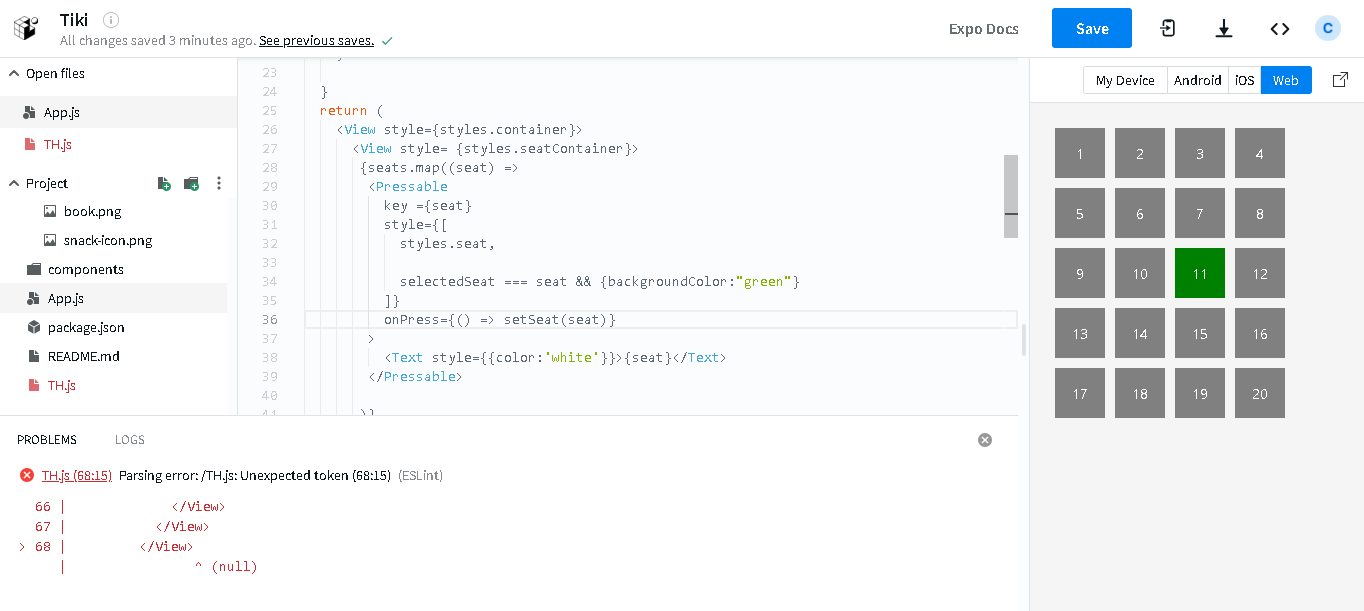 Tiki
All changes saved 3 minutes ago. See previous saves.
Expo Docs
Save
C
Open files
App.js
TH.js
Project
book.png
snack-icon.png
components
App.js
package.json
README.md
TH.js
23
24 }
25 return (
26 <View style={styles.container}>
27 <View style= {styles.seatContainer}>
28 {seats.map((seat) =>
29 <Pressable
30 key ={seat}
31 style={[
32 styles.seat,
33
34 selectedSeat === seat && {backgroundColor:"green"}
35 ]}
36 onPress={() => setSeat(seat)}
37 >
38 <Text style={{color:'white'}}>{seat}</Text>
39 </Pressable>
40
41 )}
My Device Android iOS Web
1 2 3 4
5 6 7 8
9 10 11 12
13 14 15 16
17 18 19 20
PROBLEMS LOGS
TH.js (68:15) Parsing error: /TH.js: Unexpected token (68:15) (ESLint)
66 | </View>
67 | </View>
> 68 | </View>
| ^ (null)